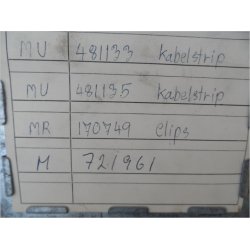 MU 481133 Kabelstrip
MU 481135 Kabelstrip
MR 170749 Clips
M 721961